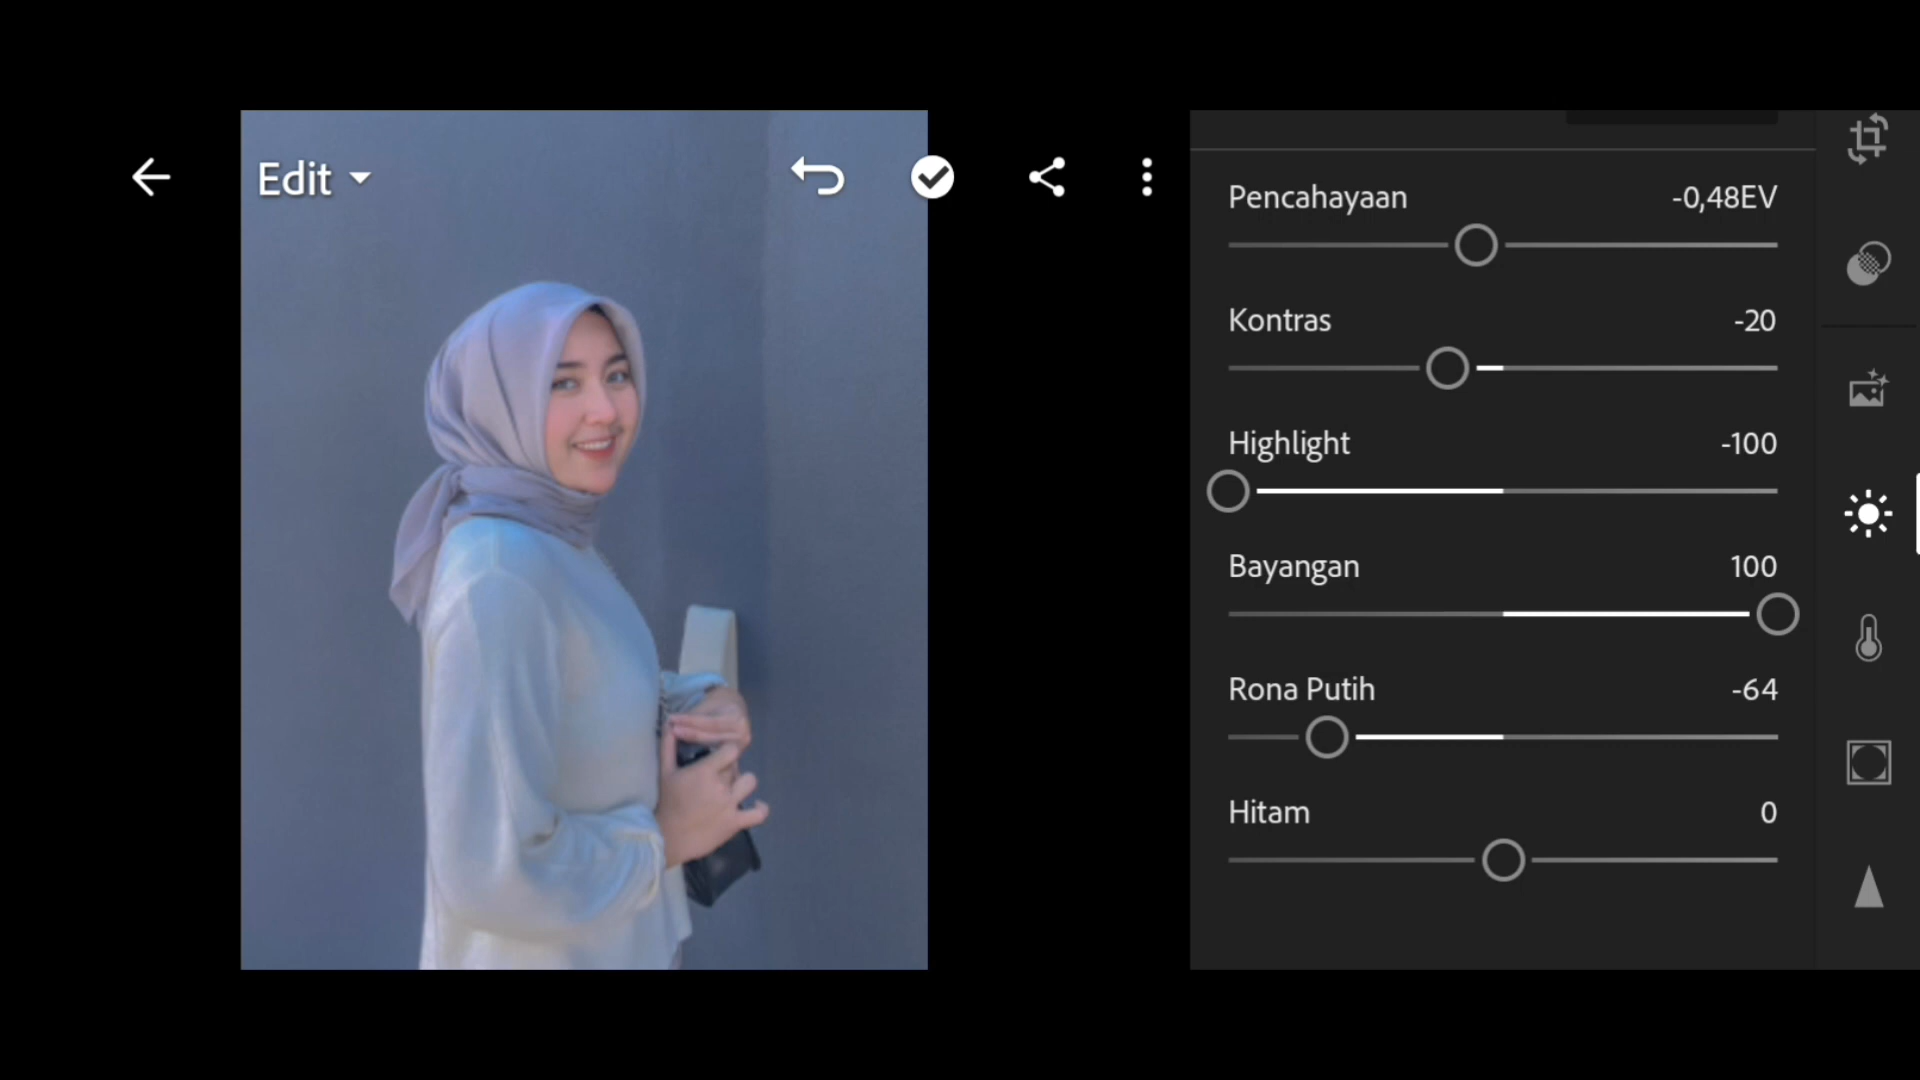 Edit
Pencahayaan -0,48EV
Kontras -20
Highlight -100
Bayangan 100
Rona Putih -64
Hitam 0